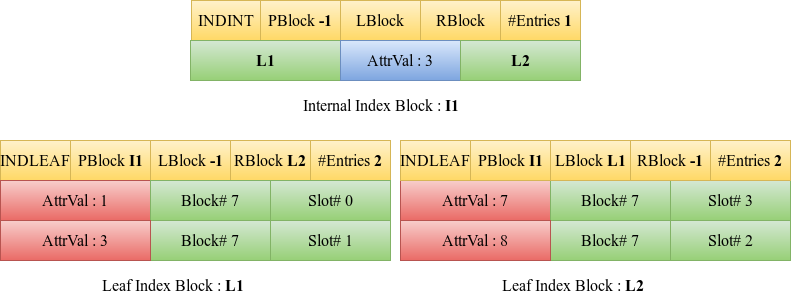 INDINT PBlock -1 LBlock RBlock #Entries 1
L1 AttrVal : 3 L2
Internal Index Block : I1
INDLEAF PBlock I1 LBlock -1 RBlock L2 #Entries 2
AttrVal : 1 Block# 7 Slot# 0
AttrVal : 3 Block# 7 Slot# 1
Leaf Index Block : L1
INDLEAF PBlock I1 LBlock L1 RBlock -1 #Entries 2
AttrVal : 7 Block# 7 Slot# 3
AttrVal : 8 Block# 7 Slot# 2
Leaf Index Block : L2